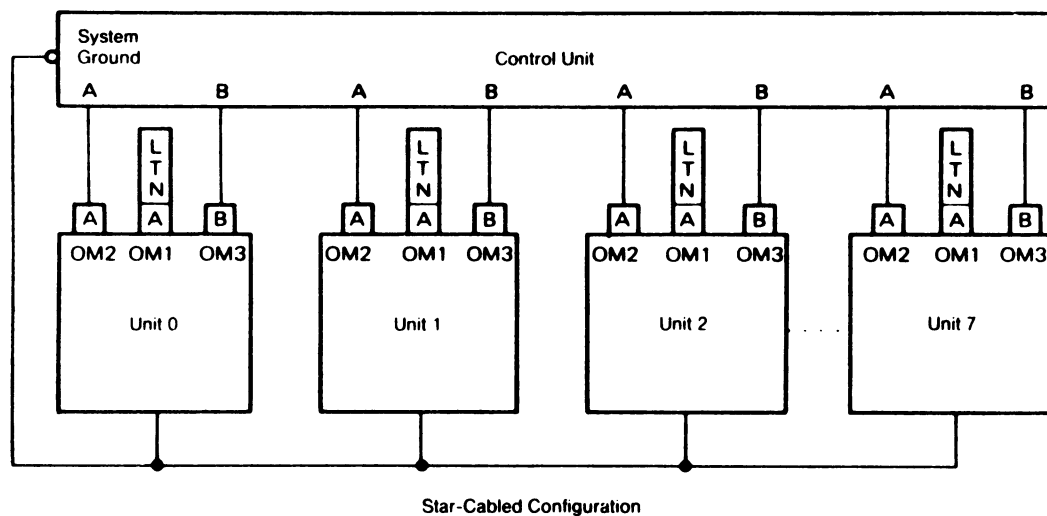 System
Ground
Control Unit
A B A B A B A B
L L L L
T T T T
N N N N
A A B A A B A A B A A B
OM2 OM1 OM3 OM2 OM1 OM3 OM2 OM1 OM3 OM2 OM1 OM3
Unit 0 Unit 1 Unit 2 . . . . Unit 7
Star-Cabled Configuration